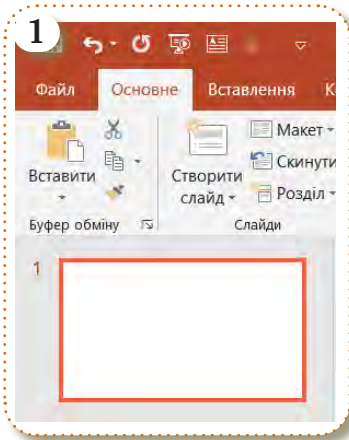 1
Файл Основне Вставлення К
Вставити
Створити слайд
Макет
Скинути
Розділ
Буфер обміну
Слайди
1